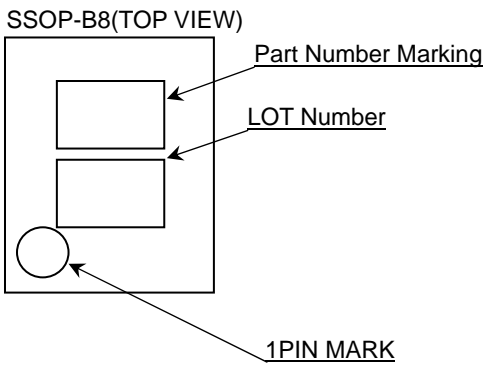 SSOP-B8(TOP VIEW)
Part Number Marking
LOT Number
1PIN MARK